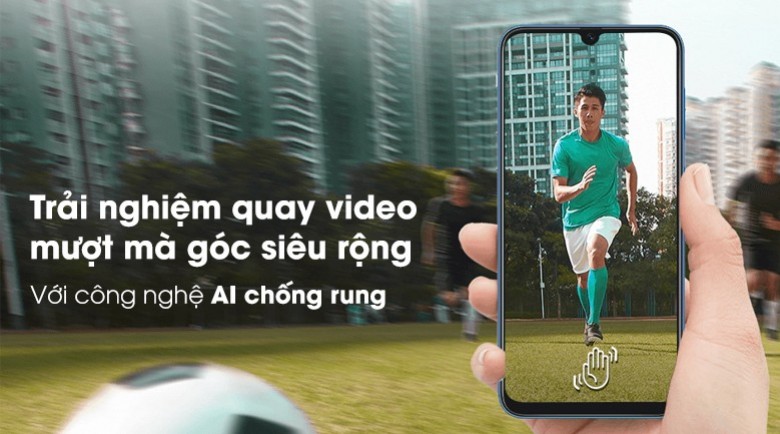 Trải nghiệm quay video
mượt mà góc siêu rộng
Với công nghệ AI chống rung